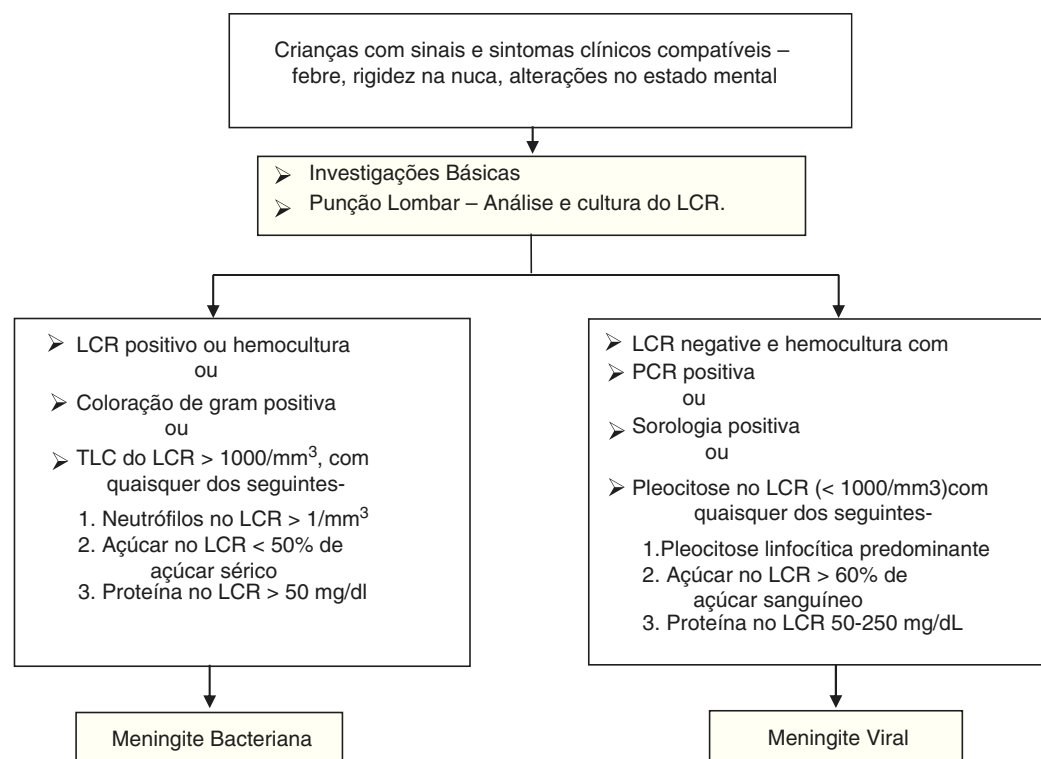 Crianças com sinais e sintomas clínicos compatíveis –
febre, rigidez na nuca, alterações no estado mental
➢ Investigações Básicas
➢ Punção Lombar – Análise e cultura do LCR.
➢ LCR positivo ou hemocultura
ou
➢ Coloração de gram positiva
ou
➢ TLC do LCR > 1000/mm³, com
quaisquer dos seguintes-
1. Neutrófilos no LCR > 1/mm³
2. Açúcar no LCR < 50% de
açúcar sérico
3. Proteína no LCR > 50 mg/dl
Meningite Bacteriana
➢ LCR negative e hemocultura com
➢ PCR positiva
ou
➢ Sorologia positiva
ou
➢ Pleocitose no LCR (< 1000/mm3)com
quaisquer dos seguintes-
1.Pleocitose linfocítica predominante
2. Açúcar no LCR > 60% de
açúcar sanguíneo
3. Proteína no LCR 50-250 mg/dL
Meningite Viral